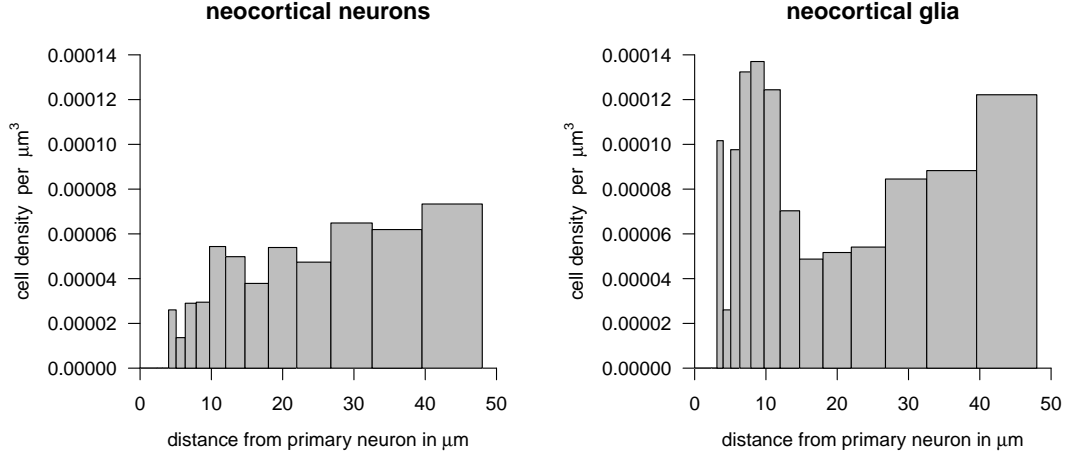 neocortical neurons
0.00014
0.00012
0.00010
0.00008
0.00006
0.00004
0.00002
0.00000
cell density per μm³
0 10 20 30 40 50
distance from primary neuron in μm
neocortical glia
0.00014
0.00012
0.00010
0.00008
0.00006
0.00004
0.00002
0.00000
cell density per μm³
0 10 20 30 40 50
distance from primary neuron in μm